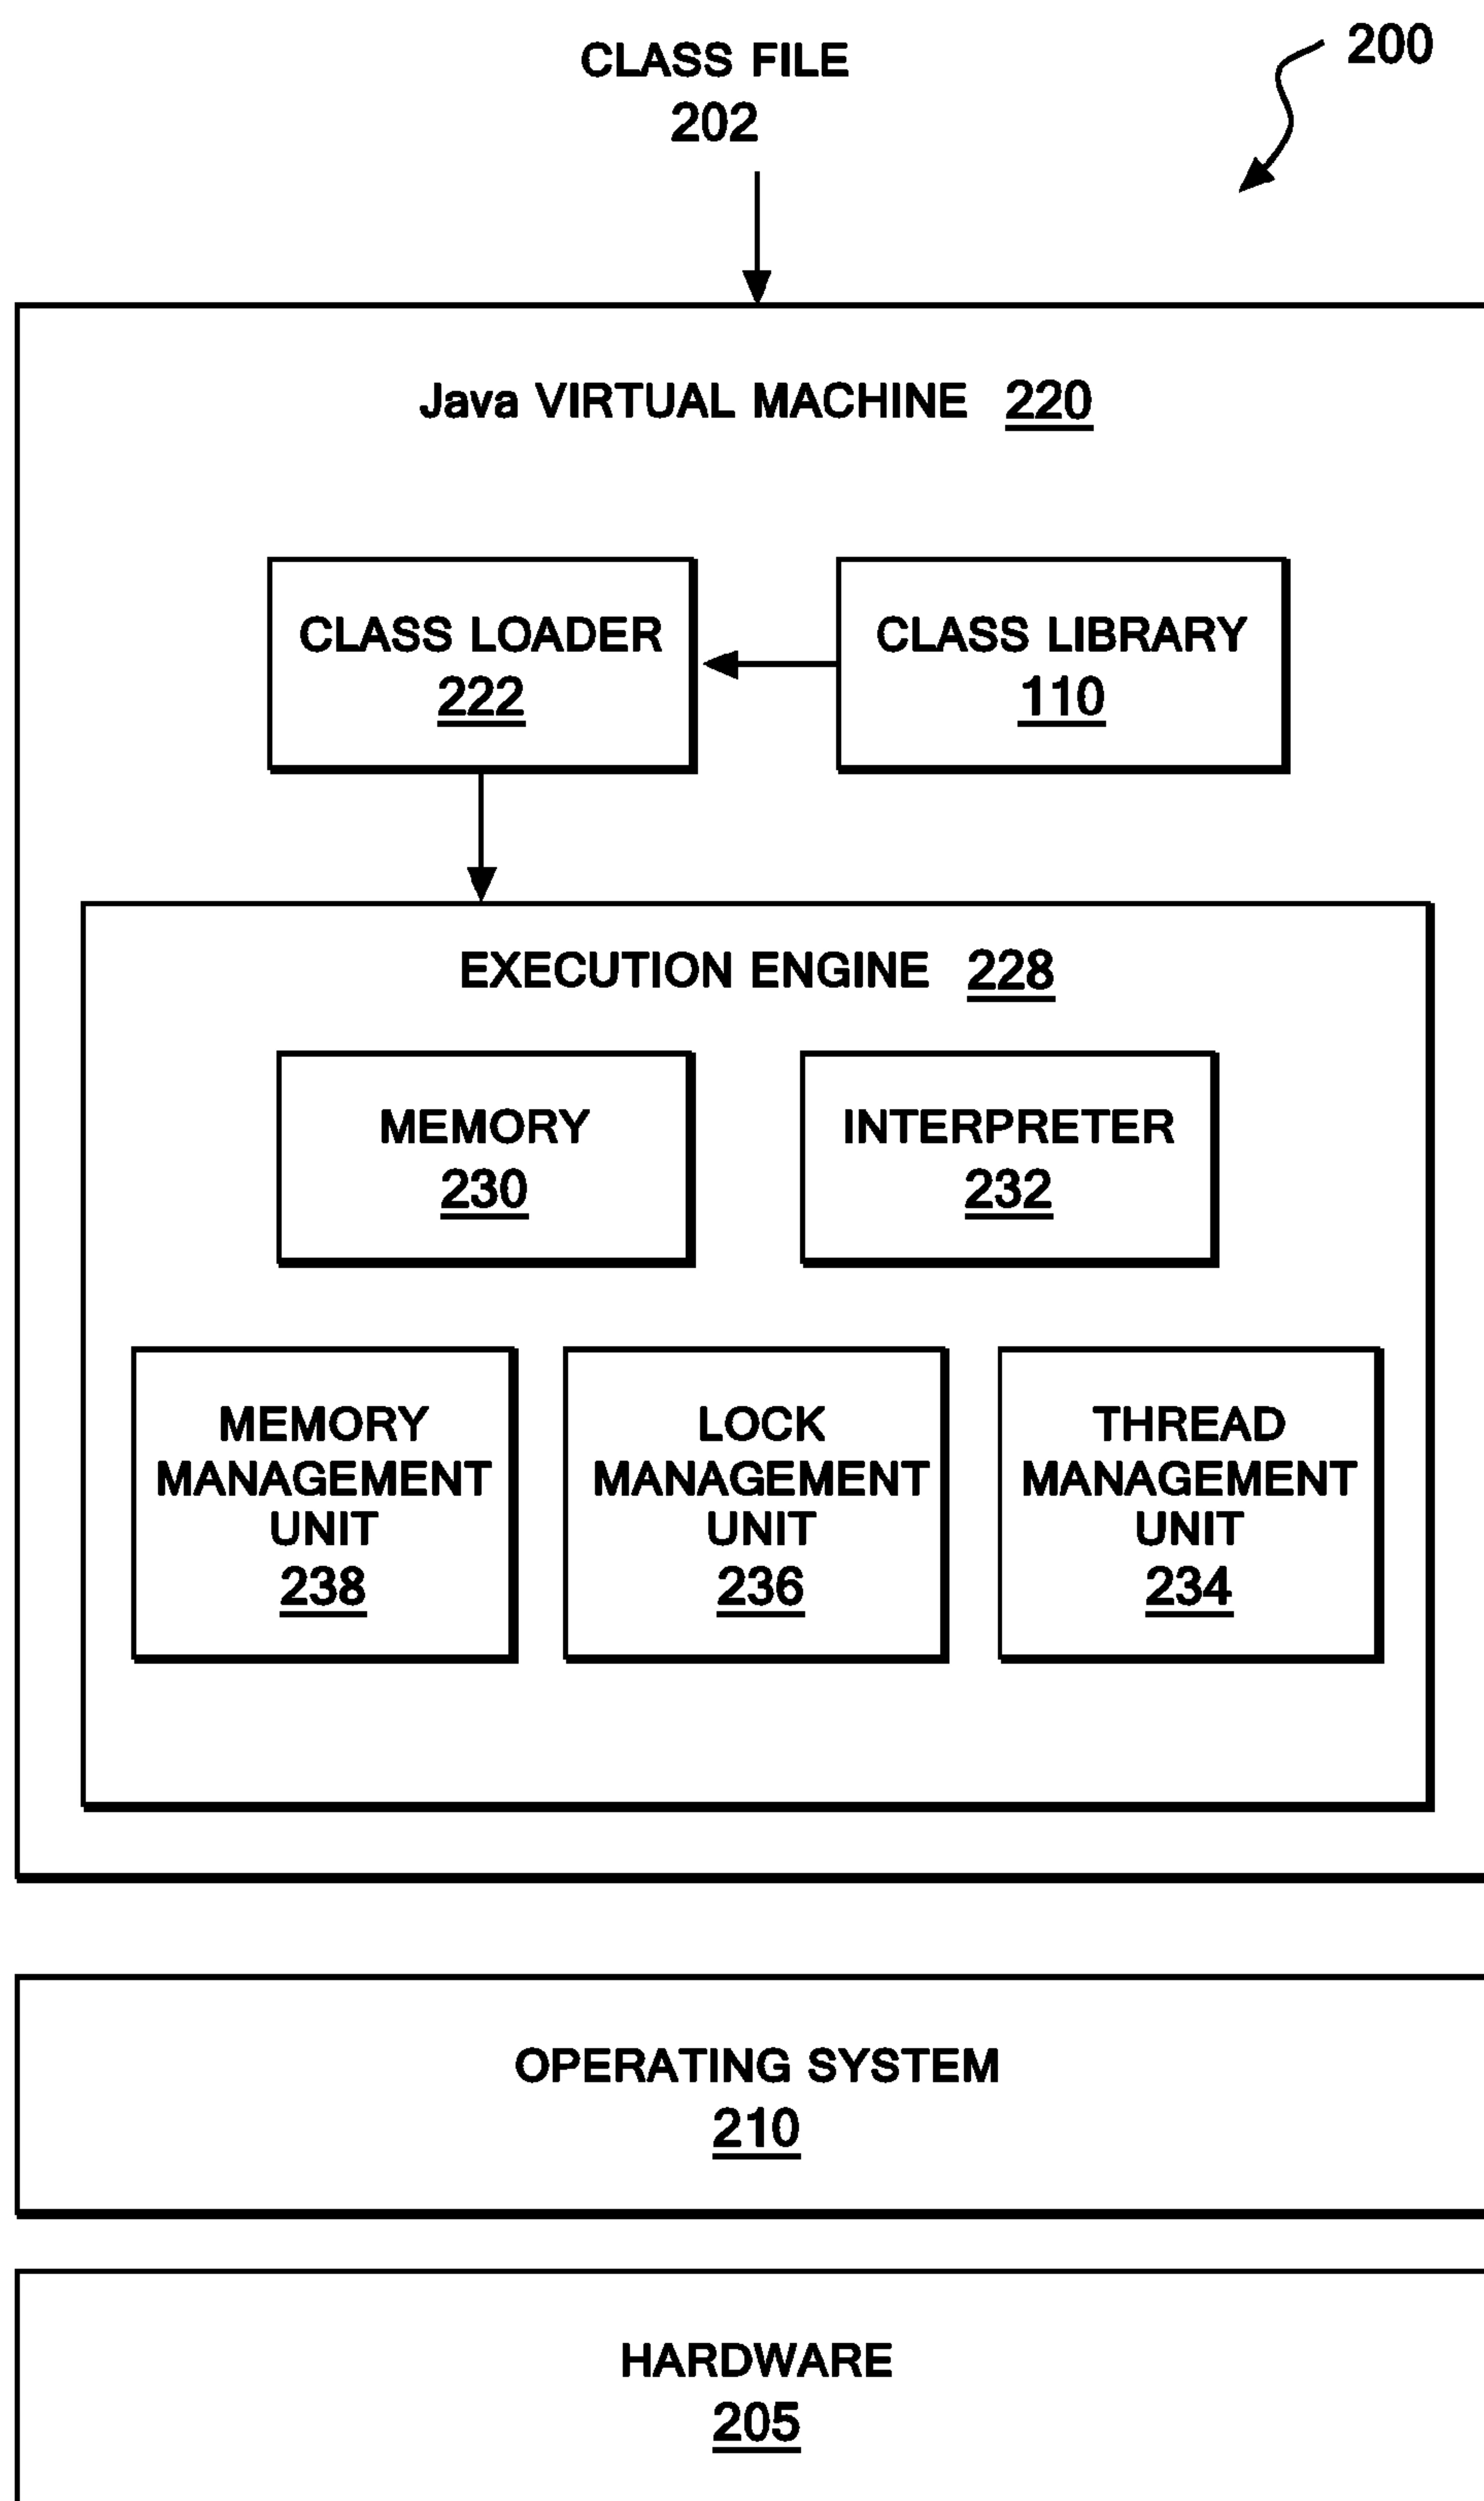 CLASS FILE
202
200
Java VIRTUAL MACHINE 220
CLASS LOADER
222
CLASS LIBRARY
110
EXECUTION ENGINE 228
MEMORY
230
INTERPRETER
232
MEMORY
MANAGEMENT
UNIT
238
LOCK
MANAGEMENT
UNIT
236
THREAD
MANAGEMENT
UNIT
234
OPERATING SYSTEM
210
HARDWARE
205